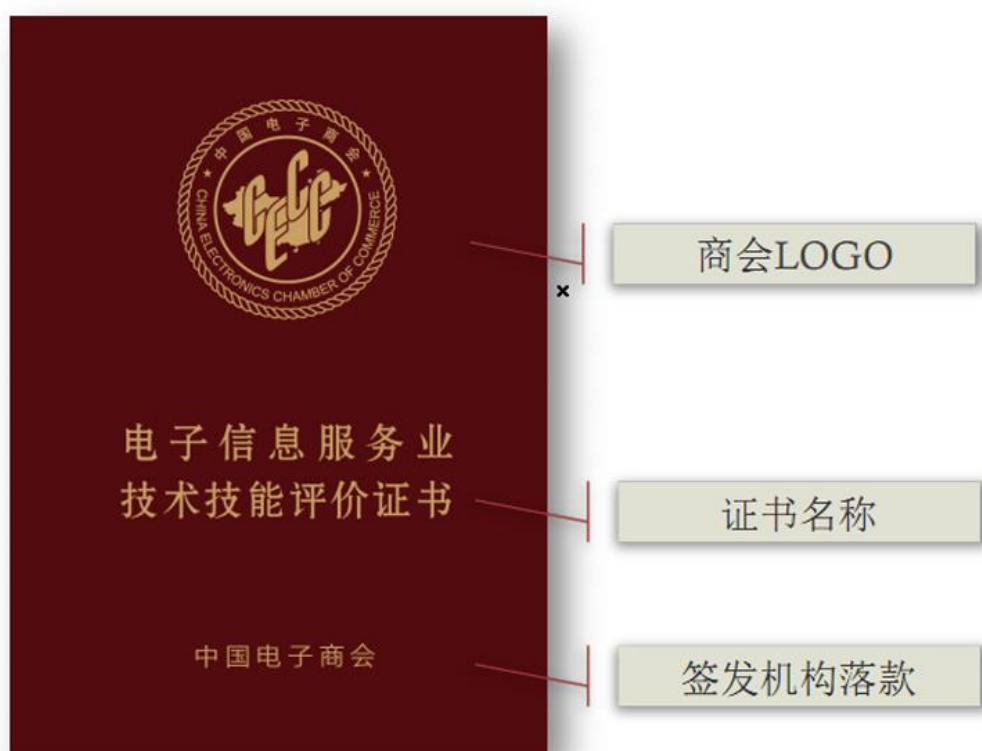 中国电子商会
CECC
CHINA ELECTRONICS CHAMBER OF COMMERCE
商会LOGO
电子信息服务业
技术技能评价证书
证书名称
中国电子商会
签发机构落款